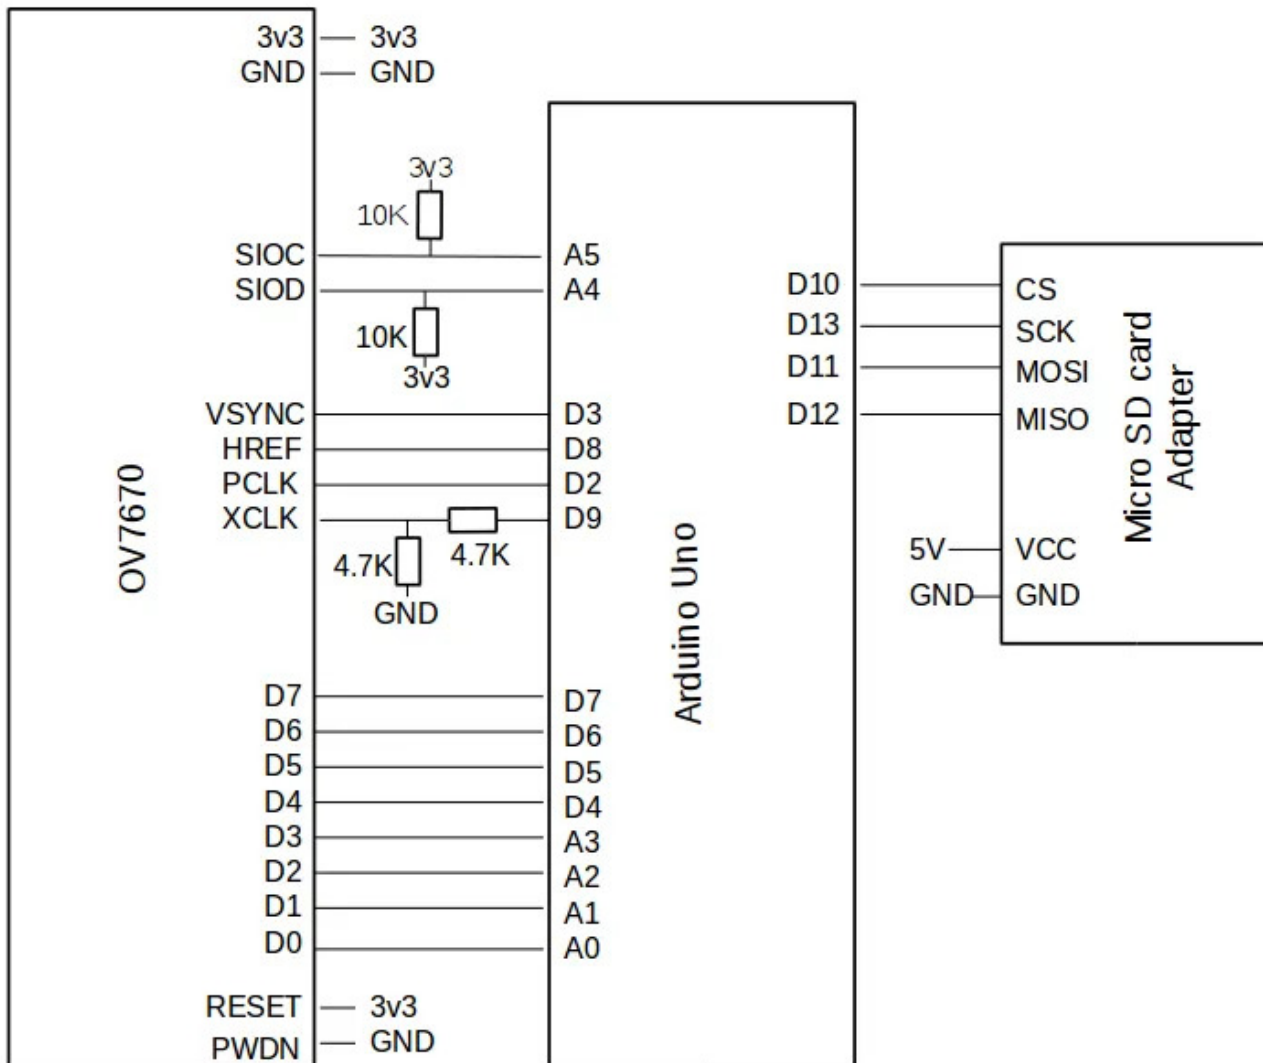 3v3 3v3
GND GND
3v3
10K
SIOC A5
SIOD A4
10K
3v3
VSYNC D3
HREF D8
PCLK D2
XCLK D9
4.7K 4.7K
GND
D7 D7
D6 D6
D5 D5
D4 D4
D3 A3
D2 A2
D1 A1
D0 A0
RESET 3v3
PWDN GND
OV7670
Arduino Uno
D10 CS
D13 SCK
D11 MOSI
D12 MISO
5V VCC
GND GND
Micro SD card
Adapter